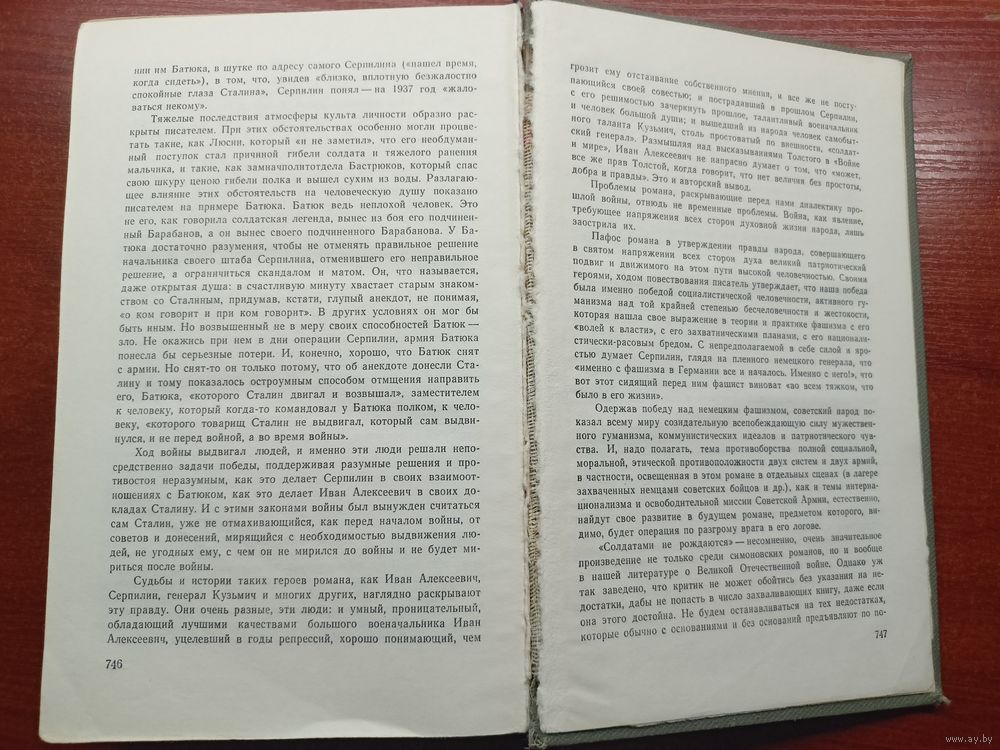 нии им Батюка, в шутке по адресу самого Серпилина («нашел время,
когда сидеть»), в том, что, увидев «близко, вплотную безжалостно
спокойные глаза Сталина», Серпилин понял — на 1937 год «жало-
ваться некому».
Тяжелые последствия атмосферы культа личности образно рас-
крыты писателем. При этих обстоятельствах особенно могли процве-
тать такие, как Люсин, который «и не заметил», что его необдуман-
ный поступок стал причиной гибели солдата и тяжелого ранения
мальчика, и такие, как замначполитотдела Бастрюков, который спас
свою шкуру ценою гибели полка и вышел сухим из воды. Разлагаю-
щее влияние этих обстоятельств на человеческую душу показано
писателем на примере Батюка. Батюк ведь неплохой человек. Это
не его, как говорила солдатская легенда, вынес из боя его подчинен-
ный Барабанов, а он вынес своего подчиненного Барабанова. У Ба-
тюка достаточно разумения, чтобы не отменять правильное решение
начальника своего штаба Серпилина, отменившего его неправильное
решение, а ограничиться скандалом и матом. Он, что называется,
даже открытая душа: в счастливую минуту хвастает старым знаком-
ством со Сталиным, придумав, кстати, глупый анекдот, не понимая,
«о ком говорит и при ком говорит». В других условиях он мог бы
быть иным. Но возвышенный не в меру своих способностей Батюк —
зло. Не окажись при нем в дни операции Серпилин, армия Батюка
понесла бы серьезные потери. И, конечно, хорошо, что Батюк снят
с армии. Но снят-то он только потому, что об анекдоте донесли Ста-
лину и тому показалось остроумным способом отмщения направить
его, Батюка, «которого Сталин двигал и возвышал», заместителем
к человеку, который когда-то командовал у Батюка полком, к чело-
веку, «которого товарищ Сталин не выдвигал, который сам выдви-
нулся, и не перед войной, а во время войны».
Ход войны выдвигал людей, и именно эти люди решали непо-
средственно задачи победы, поддерживая разумные решения и про-
тивостоя неразумным, как это делает Серпилин в своих взаимоот-
ношениях с Батюком, как это делает Иван Алексеевич в своих до-
кладах Сталину. И с этими законами войны был вынужден считаться
сам Сталин, уже не отмахивающийся, как перед началом войны, от
советов и донесений, мирящийся с необходимостью выдвижения лю-
дей, не угодных ему, с чем он не мирился до войны и не будет ми-
риться после войны.
Судьбы и истории таких героев романа, как Иван Алексеевич,
Серпилин, генерал Кузьмич и многих других, наглядно раскрывают
эту правду. Они очень разные, эти люди: и умный, проницательный,
обладающий лучшими качествами большого военачальника Иван
Алексеевич, уцелевший в годы репрессий, хорошо понимающий, чем
746
грозит ему отстаивание собственного мнения, и все же не посту-
пающийся своей совестью; и пострадавший в прошлом Серпилин,
с его решимостью зачеркнуть прошлое, талантливый военачальник
и человек большой души; и вышедший из народа человек самобыт-
ного таланта Кузьмич, столь простоватый по внешности, «солдат-
ский генерал». Размышляя над высказываниями Толстого в «Войне
и мире», Иван Алексеевич не напрасно думает о том, что «может,
все же прав Толстой, когда говорит, что нет величия без простоты,
добра и правды». Это и авторский вывод.
Проблемы романа, раскрывающие перед нами диалектику про-
шлой войны, отнюдь не временные проблемы. Война, как явление,
требующее напряжения всех сторон духовной жизни народа, лишь
заострила их.
Пафос романа в утверждении правды народа, совершающего
в святом напряжении всех сторон духа великий патриотический
подвиг и движимого на этом пути высокой человечностью. Своими
героями, ходом повествования писатель утверждает, что наша победа
была именно победой социалистической человечности, активного гу-
манизма над той крайней степенью бесчеловечности и жестокости,
которая нашла свое выражение в теории и практике фашизма с его
«волей к власти», с его захватническими планами, с его национали-
стически-расовым бредом. С непредполагаемой в себе силой и яро-
стью думает Серпилин, глядя на пленного немецкого генерала, что
«именно с фашизма в Германии все и началось. Именно с него!», что
вот этот сидящий перед ним фашист виноват «во всем тяжком, что
было в его жизни».
Одержав победу над немецким фашизмом, советский народ по-
казал всему миру созидательную всепобеждающую силу мужествен-
ного гуманизма, коммунистических идеалов и патриотического чув-
ства. И, надо полагать, тема противоборства полной социальной,
моральной, этической противоположности двух систем и двух армий,
в частности, освещенная в этом романе в отдельных сценах (в лагере
захваченных немцами советских бойцов и др.), как и темы интерна-
ционализма и освободительной миссии Советской Армии, естественно,
найдут свое развитие в будущем романе, предметом которого, ви-
димо, будет операция по разгрому врага в его логове.
«Солдатами не рождаются» — несомненно, очень значительное
произведение не только среди симоновских романов, но и вообще
в нашей литературе о Великой Отечественной войне. Однако уж
так заведено, что критик не может обойтись без указания на не-
достатки, дабы не попасть в число захваливающих книгу, даже если
она этого достойна. Не будем останавливаться на тех недостатках,
которые обычно с основаниями и без оснований предъявляют по по-
747
www.ay.by